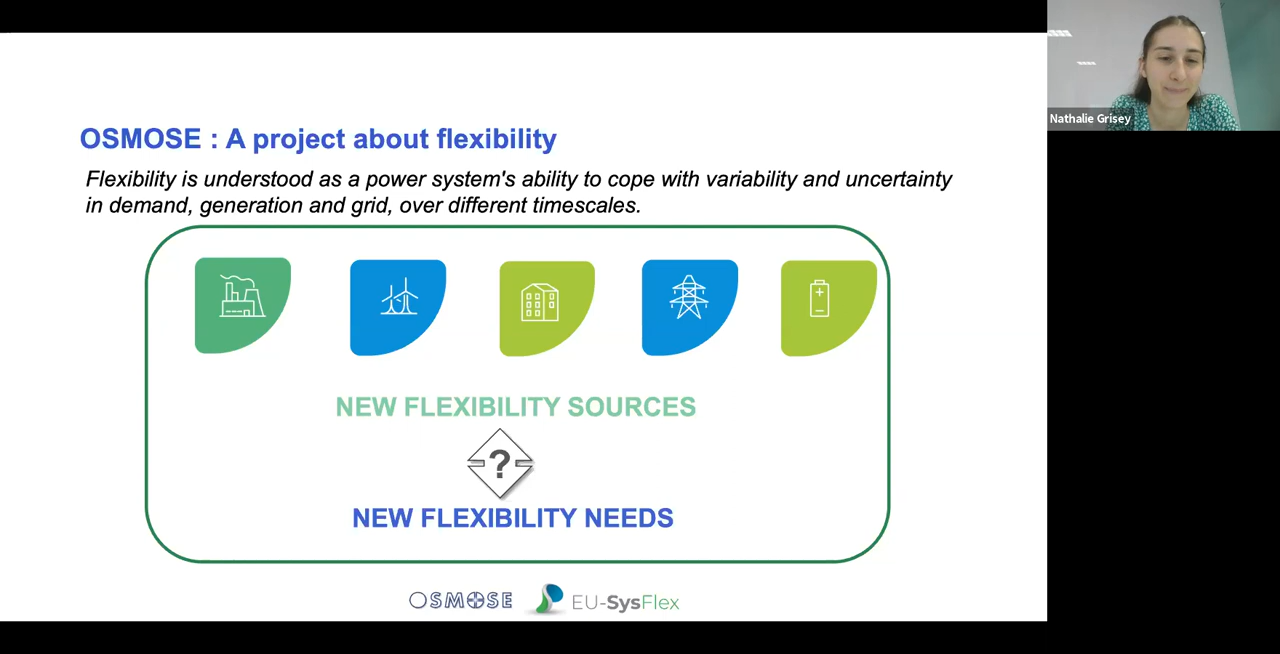 OSMOSE : A project about flexibility
Flexibility is understood as a power system's ability to cope with variability and uncertainty
in demand, generation and grid, over different timescales.
NEW FLEXIBILITY SOURCES
?
NEW FLEXIBILITY NEEDS
OSMOSE
EU-SysFlex
Nathalie Grisey